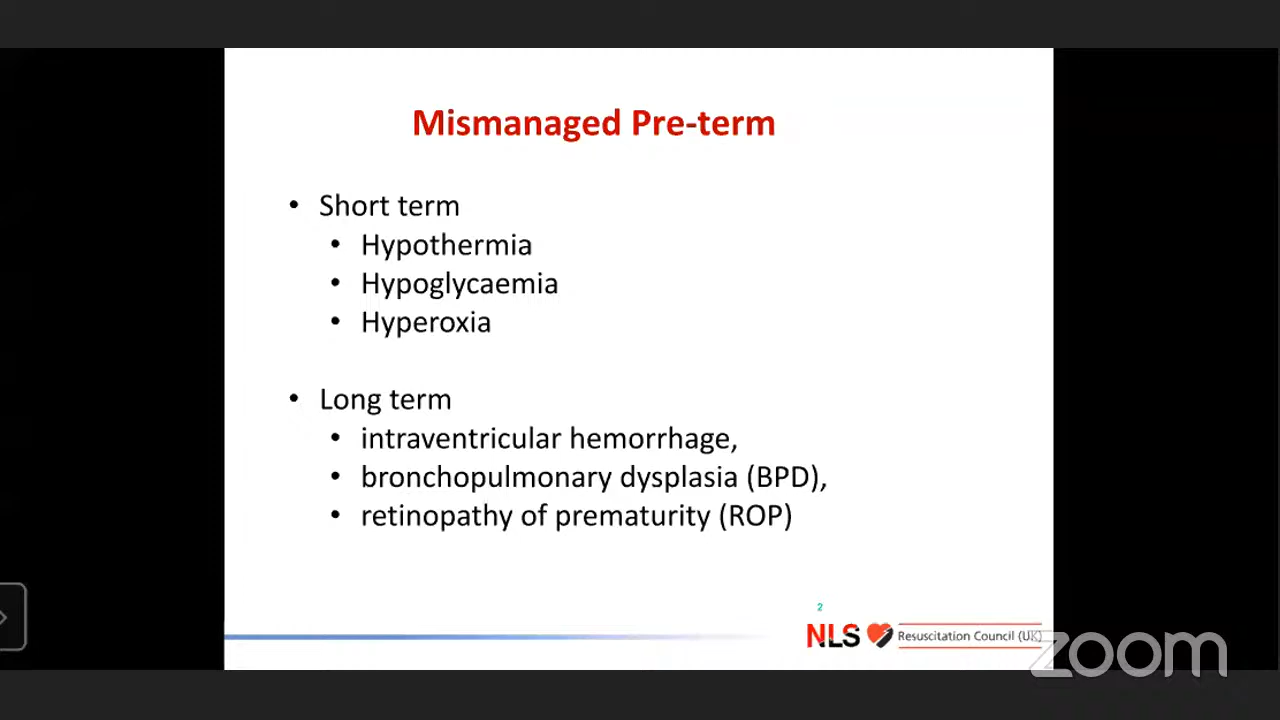 Mismanaged Pre-term
• Short term
• Hypothermia
• Hypoglycaemia
• Hyperoxia
• Long term
• intraventricular hemorrhage,
• bronchopulmonary dysplasia (BPD),
• retinopathy of prematurity (ROP)
2
NLS Resuscitation Council (UK)
zoom